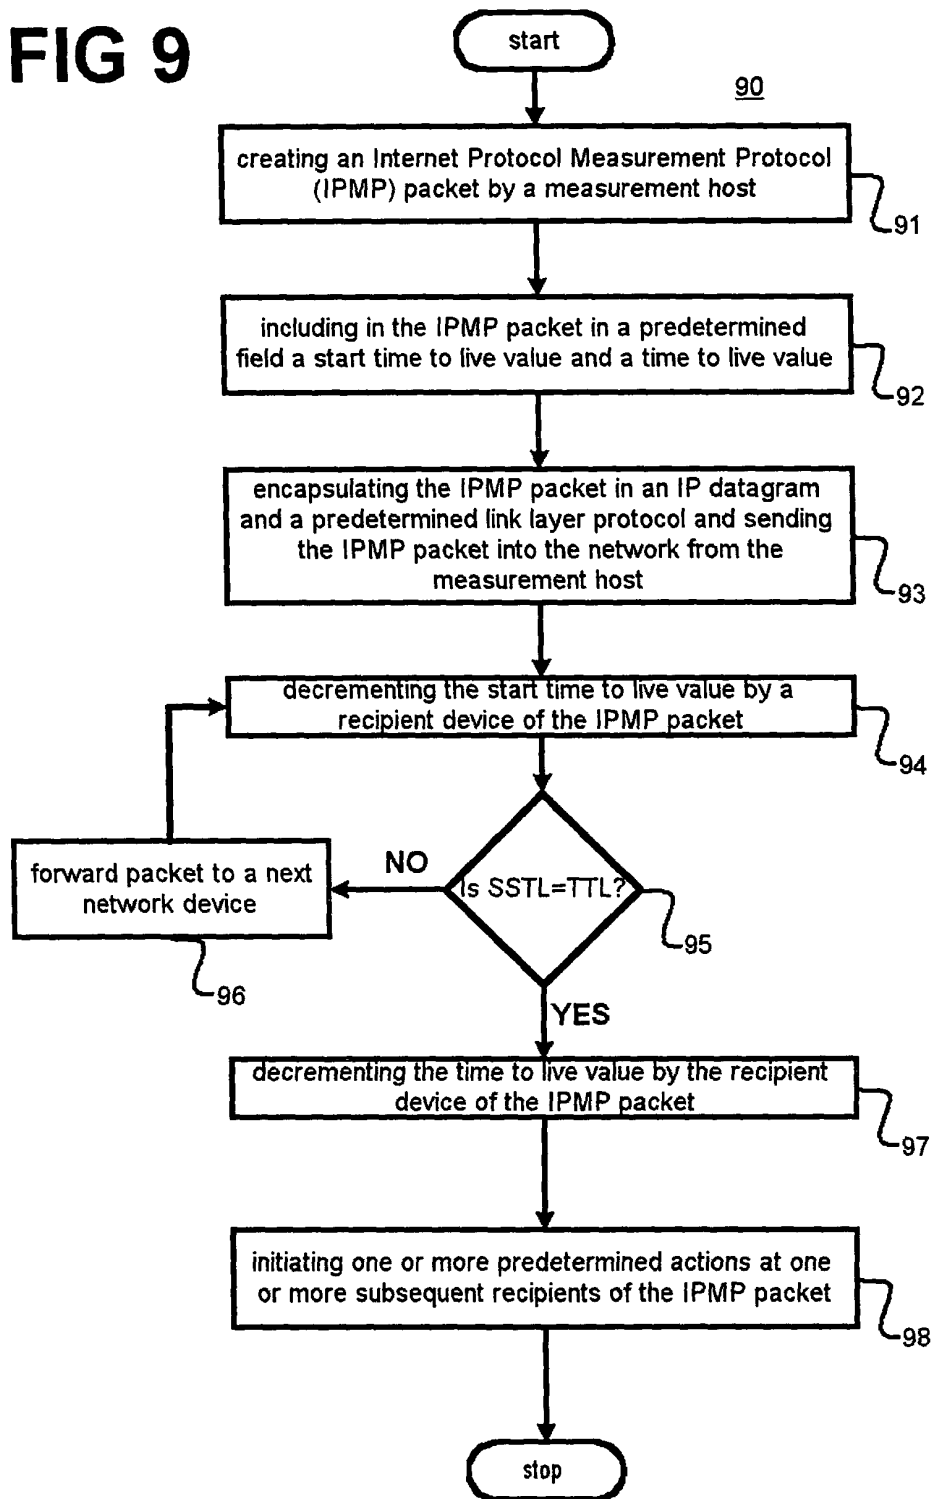 FIG 9
start
90
creating an Internet Protocol Measurement Protocol
(IPMP) packet by a measurement host
91
including in the IPMP packet in a predetermined
field a start time to live value and a time to live value
92
encapsulating the IPMP packet in an IP datagram
and a predetermined link layer protocol and sending
the IPMP packet into the network from the
measurement host
93
decrementing the start time to live value by a
recipient device of the IPMP packet
94
forward packet to a next
network device
96
NO
Is SSTL=TTL?
95
YES
decrementing the time to live value by the recipient
device of the IPMP packet
97
initiating one or more predetermined actions at one
or more subsequent recipients of the IPMP packet
98
stop